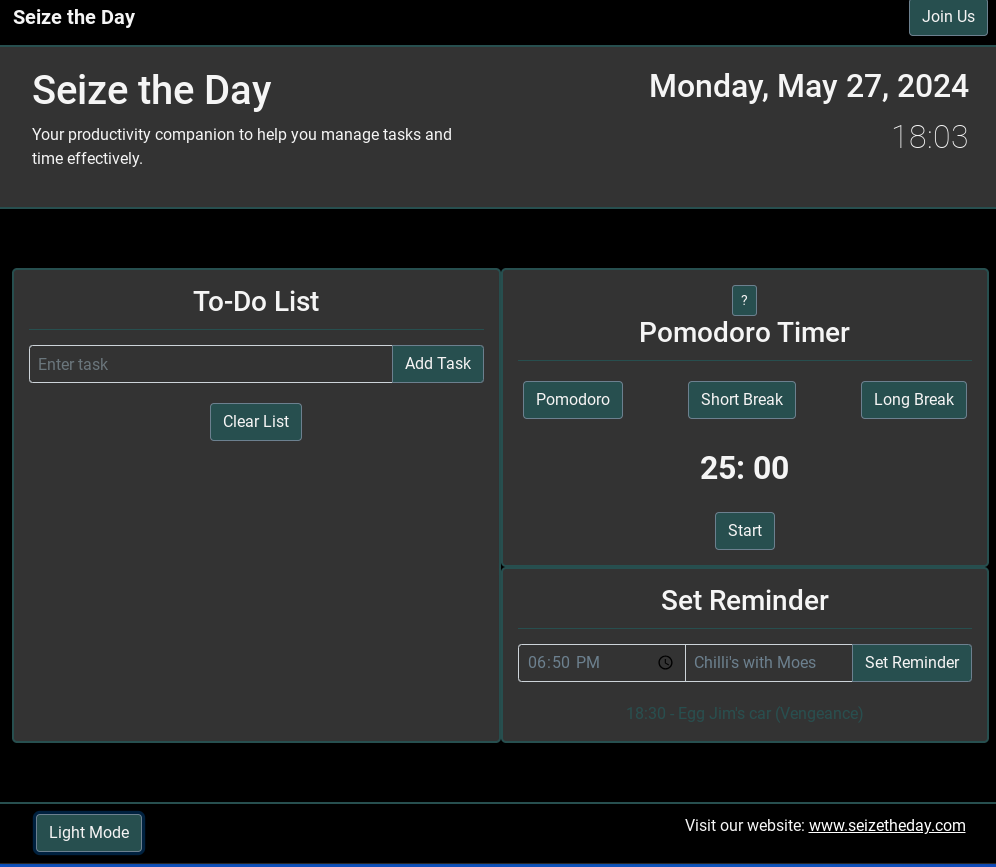 Seize the Day
Join Us
Seize the Day
Your productivity companion to help you manage tasks and
time effectively.
Monday, May 27, 2024
18:03
To-Do List
Enter task
Add Task
Clear List
?
Pomodoro Timer
Pomodoro
Short Break
Long Break
25: 00
Start
Set Reminder
06:50 PM
Chilli's with Moes
Set Reminder
18:30 - Egg Jim's car (Vengeance)
Light Mode
Visit our website: www.seizetheday.com